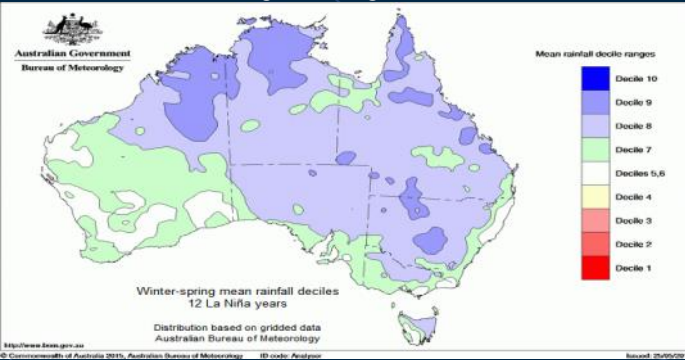 Australian Government
Bureau of Meteorology
Mean rainfall decile ranges
Decile 10
Decile 9
Decile 8
Decile 7
Deciles 5,6
Decile 4
Decile 3
Decile 2
Decile 1
Winter-spring mean rainfall deciles
12 La Niña years
Distribution based on gridded data
Australian Bureau of Meteorology
http://www.bom.gov.au
© Commonwealth of Australia 2015, Australian Bureau of Meteorology ID code: Analyser
Issued: